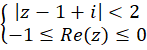 |z − 1 + i| < 2
−1 ≤ Re(z) ≤ 0